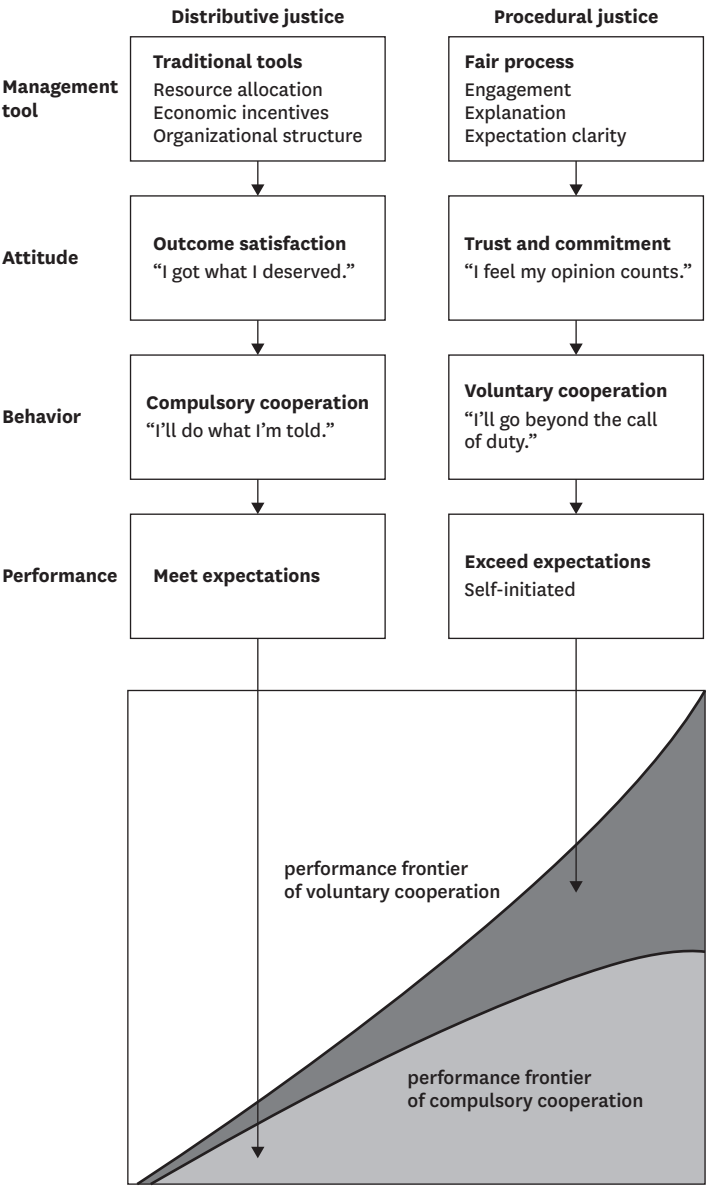 Distributive justice
Procedural justice
Management
tool
Traditional tools
Resource allocation
Economic incentives
Organizational structure
Fair process
Engagement
Explanation
Expectation clarity
Attitude
Outcome satisfaction
“I got what I deserved.”
Trust and commitment
“I feel my opinion counts.”
Behavior
Compulsory cooperation
“I’ll do what I’m told.”
Voluntary cooperation
“I’ll go beyond the call
of duty.”
Performance
Meet expectations
Exceed expectations
Self-initiated
performance frontier
of voluntary cooperation
performance frontier
of compulsory cooperation